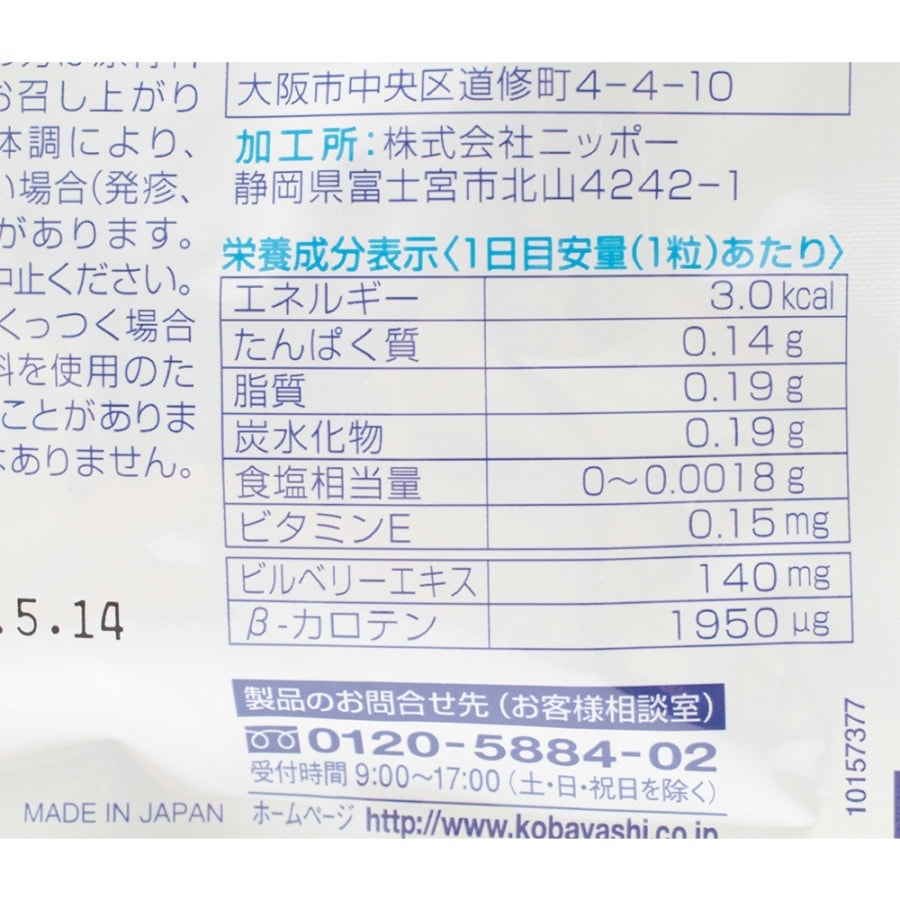 お召し上がり
体調により、
い場合(発疹、
があります。
中止ください。
くっつく場合
料を使用のた
ことがありま
はありません。
.5.14
MADE IN JAPAN
大阪市中央区道修町4-4-10
加工所:株式会社ニッポー
静岡県富士宮市北山4242-1
栄養成分表示〈1日目安量(1粒)あたり〉
エネルギー 3.0kcal
たんぱく質 0.14g
脂質 0.19g
炭水化物 0.19g
食塩相当量 0~0.0018g
ビタミンE 0.15mg
ビルベリーエキス 140mg
β-カロテン 1950μg
製品のお問合せ先(お客様相談室)
0120-5884-02
受付時間 9:00~17:00(土・日・祝日を除く)
ホームページ http://www.kobayashi.co.jp
10157377